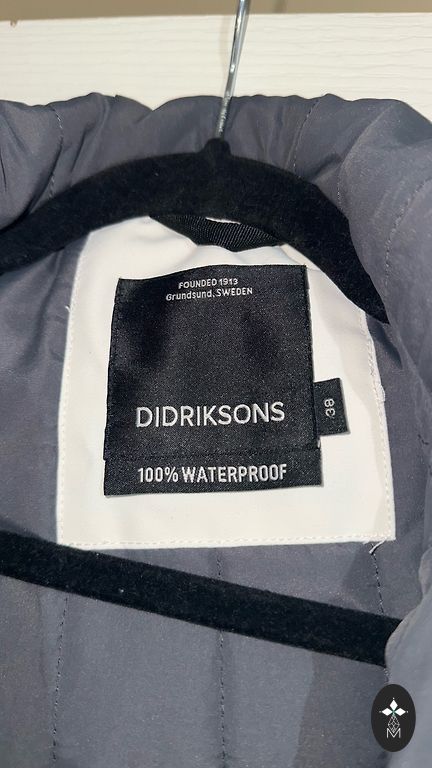 FOUNDED 1913
Grundsund, SWEDEN
DIDRIKSONS
38
100% WATERPROOF
M